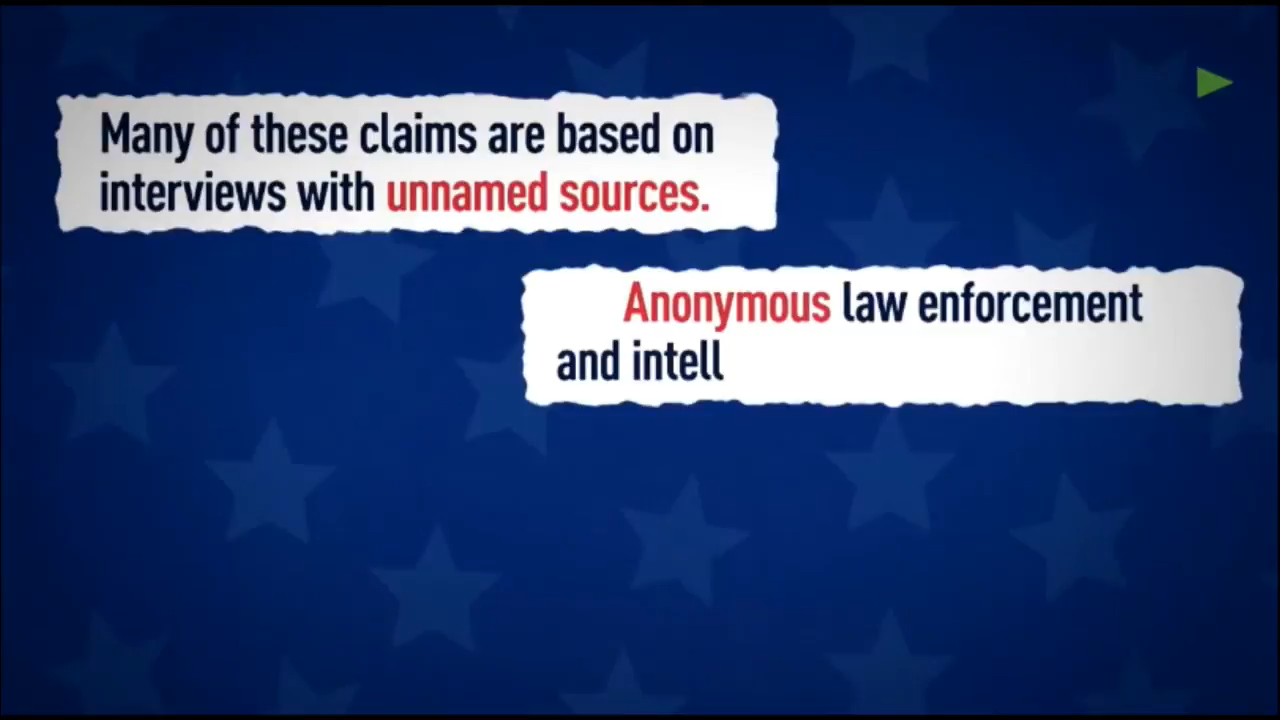 Many of these claims are based on
interviews with unnamed sources.
Anonymous law enforcement
and intell